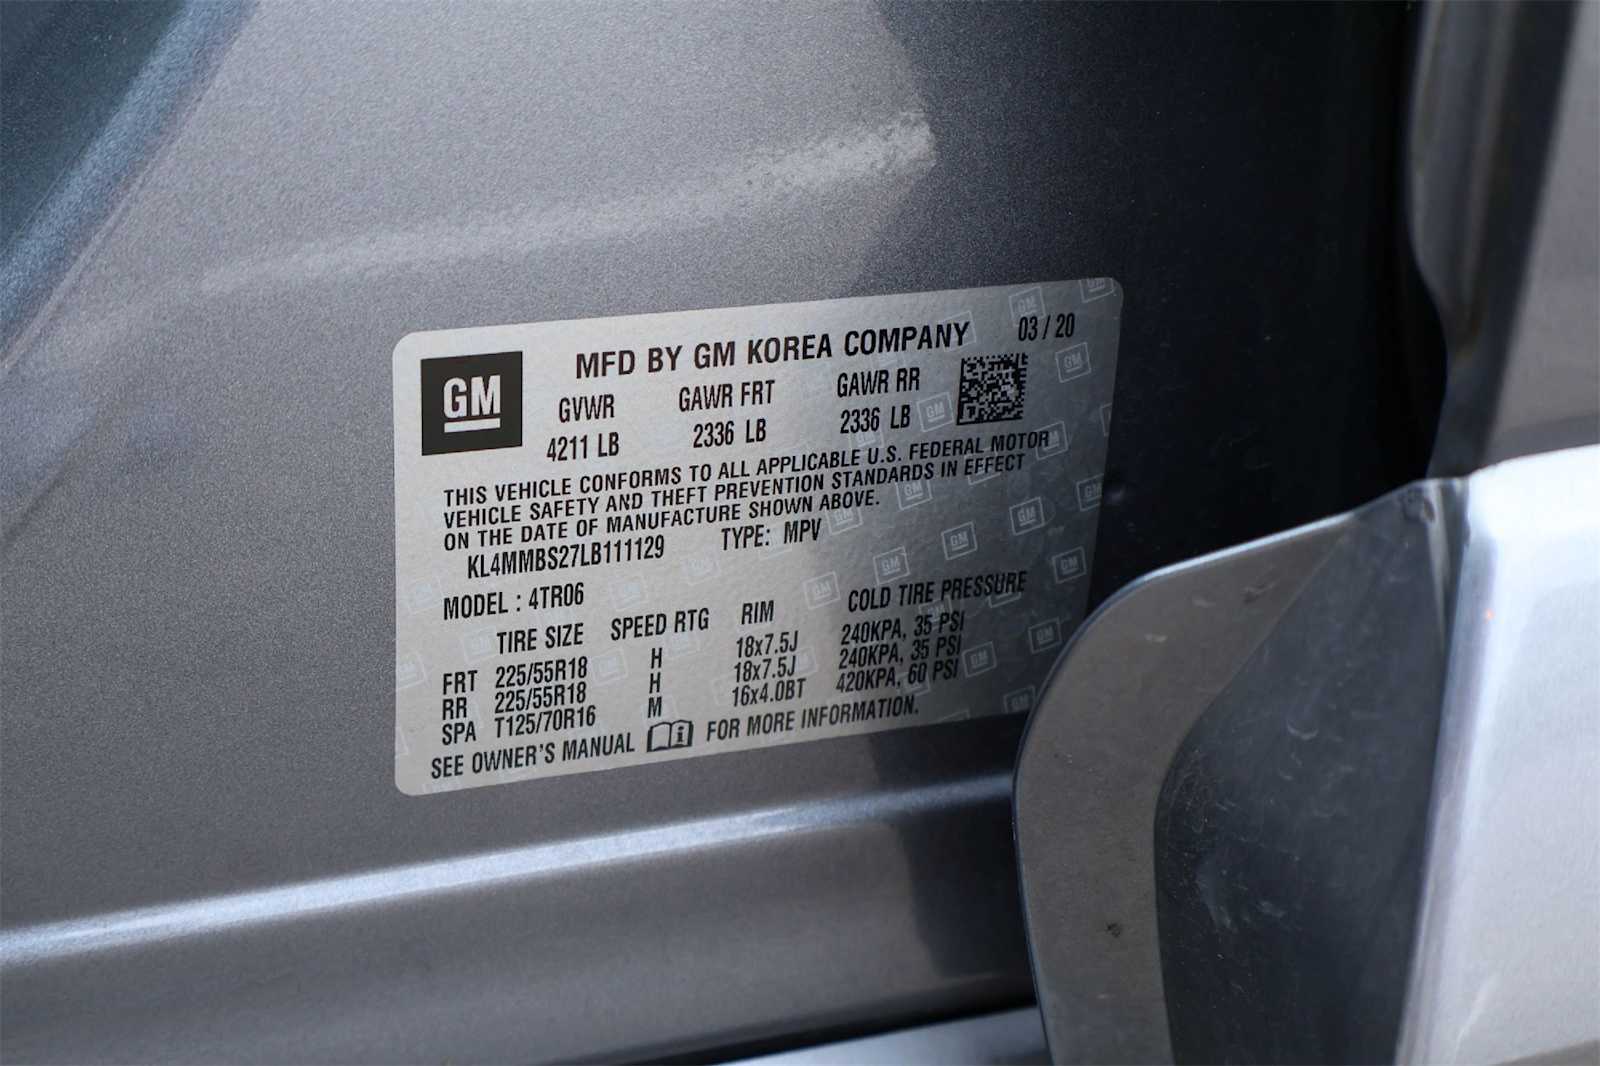 MFD BY GM KOREA COMPANY 03 / 20
GM
GVWR GAWR FRT GAWR RR
4211 LB 2336 LB 2336 LB
THIS VEHICLE CONFORMS TO ALL APPLICABLE U.S. FEDERAL MOTOR
VEHICLE SAFETY AND THEFT PREVENTION STANDARDS IN EFFECT
ON THE DATE OF MANUFACTURE SHOWN ABOVE.
KL4MMBS27LB111129 TYPE: MPV
MODEL : 4TR06
TIRE SIZE SPEED RTG RIM COLD TIRE PRESSURE
FRT 225/55R18 H 18x7.5J 240KPA, 35 PSI
RR 225/55R18 H 18x7.5J 240KPA, 35 PSI
SPA T125/70R16 M 16x4.0BT 420KPA, 60 PSI
SEE OWNER'S MANUAL FOR MORE INFORMATION.